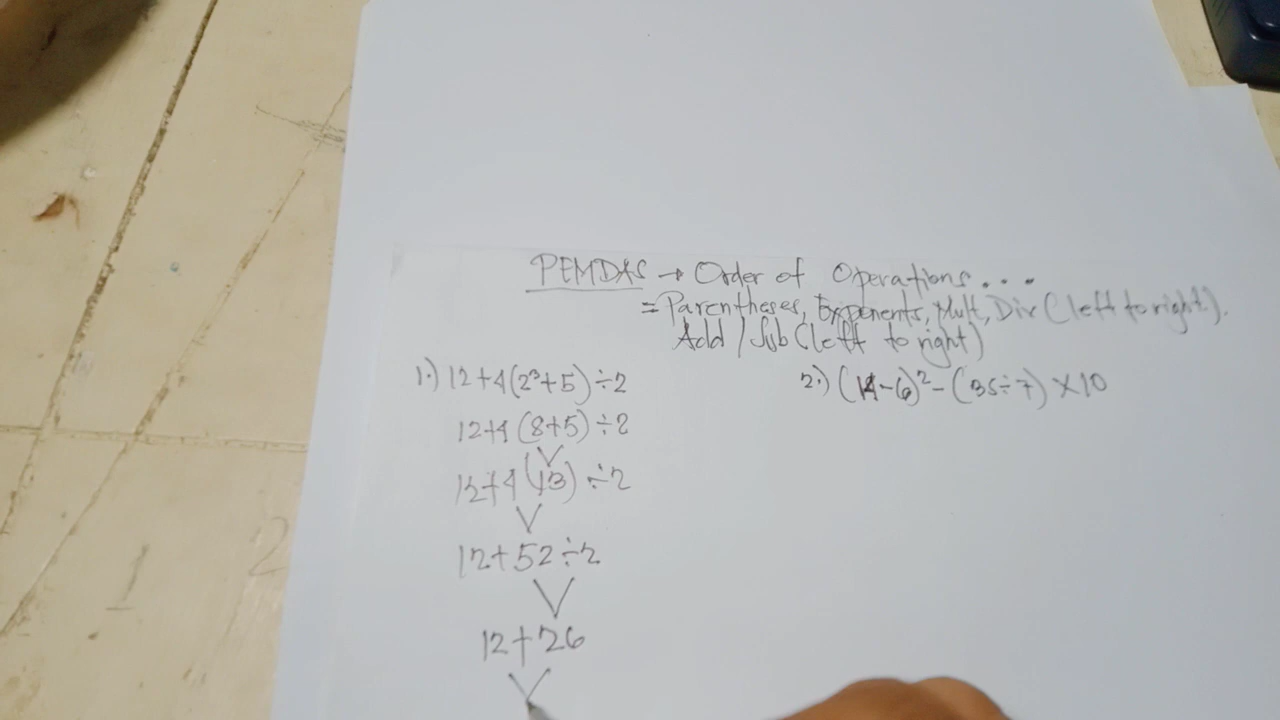 PEMDAS → Order of Operations...
= Parentheses, Exponents, Mult, Div (left to right).
Add / Sub (left to right)
1.) 12+4(2³+5)÷2
12+4(8+5)÷2
12+4(13)÷2
12+52÷2
12+26
2.) (14-6)²-(35÷7)×10